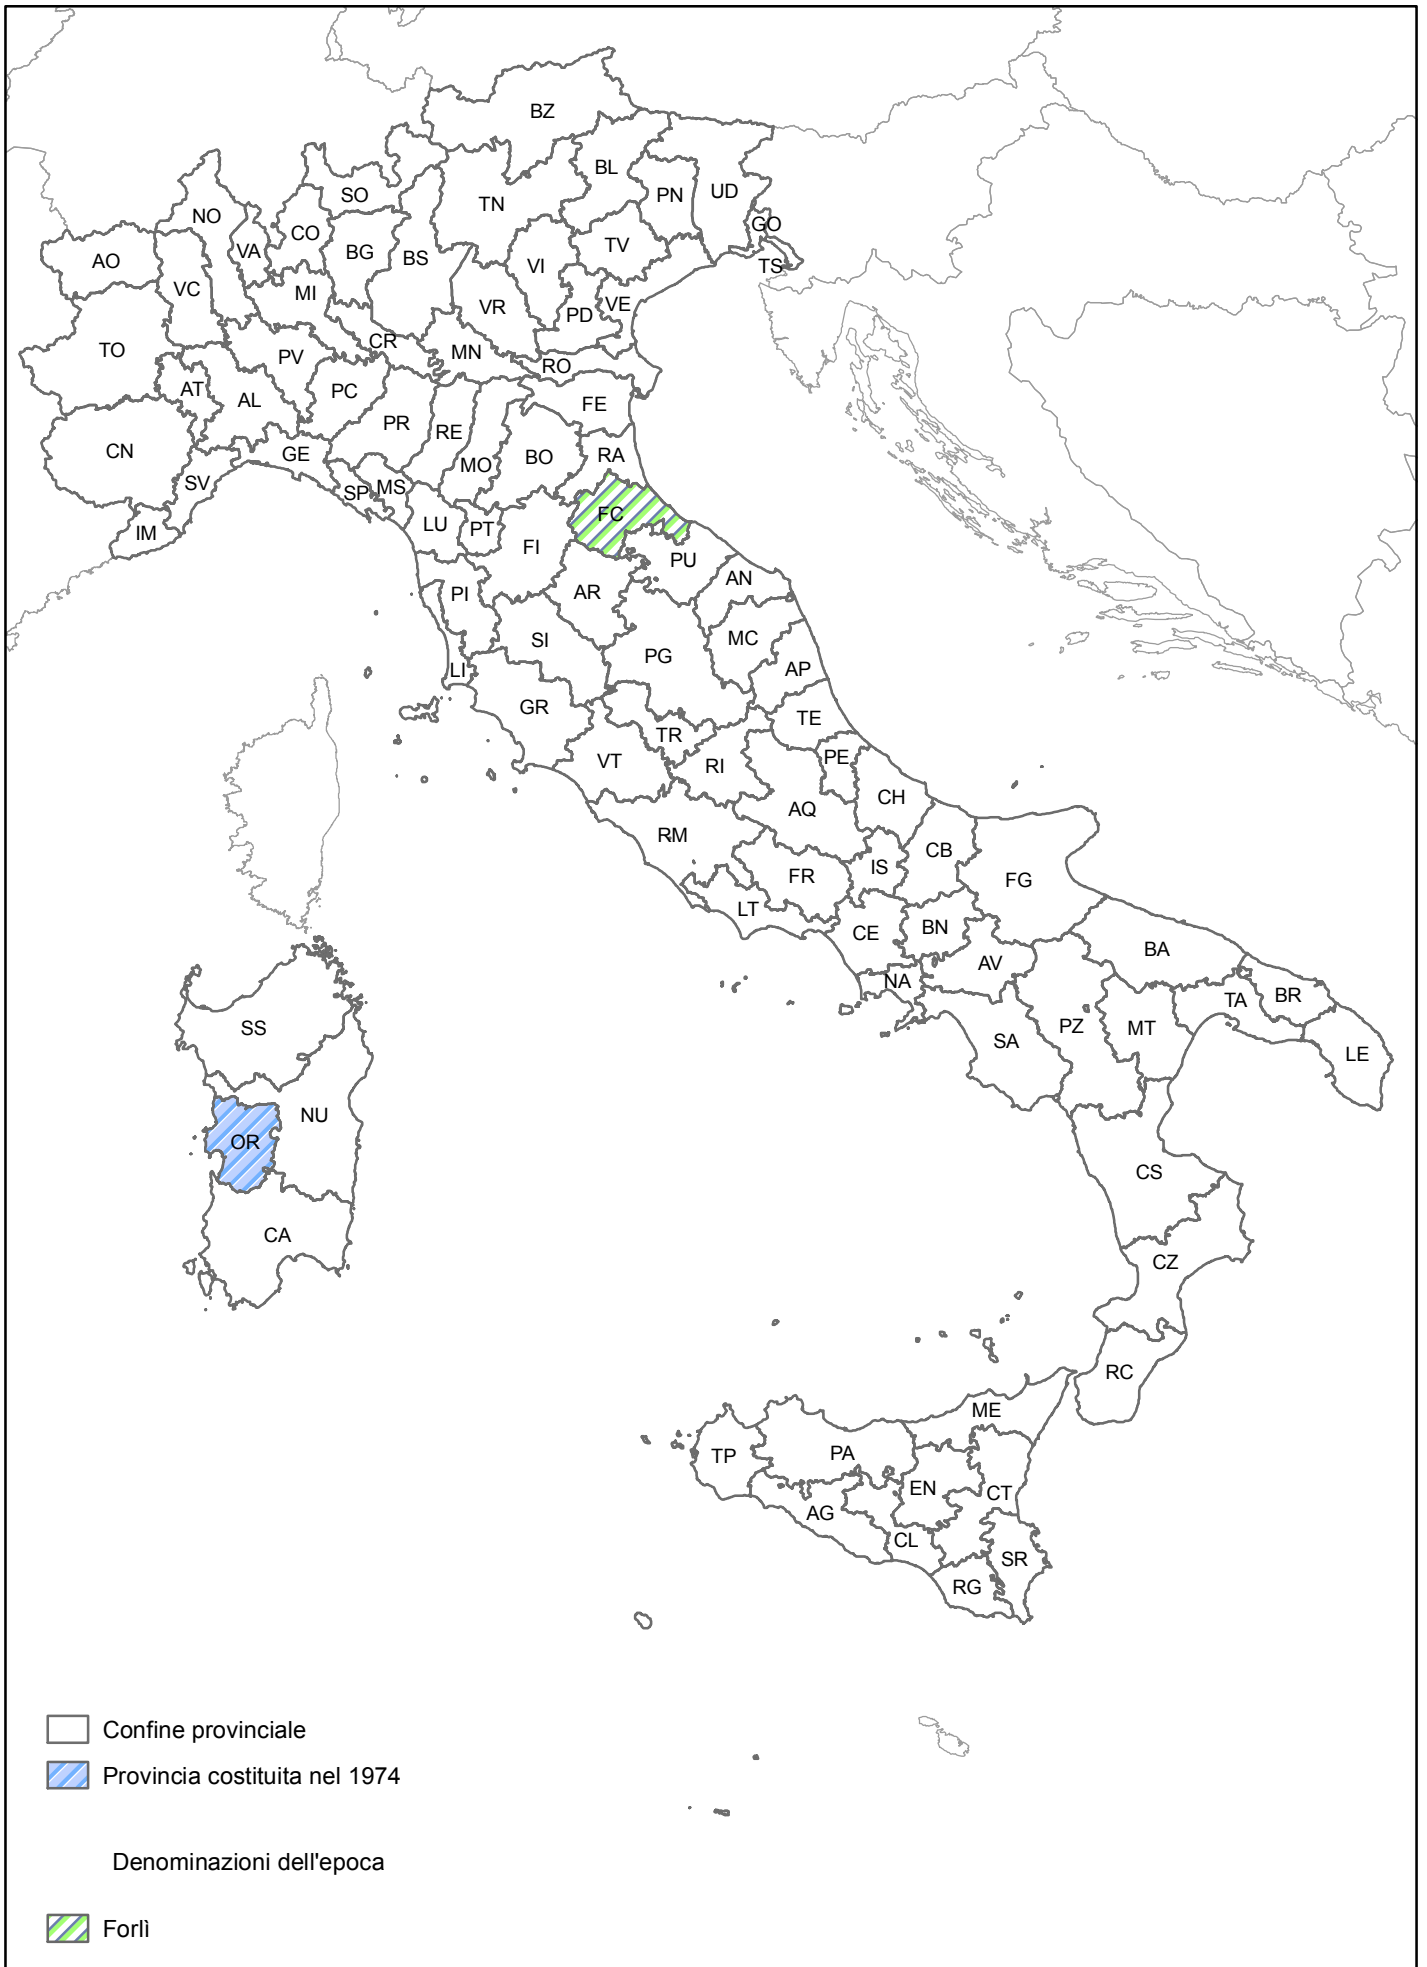 BZ
BL
SO
PN
UD
TN
NO
GO
CO
VA
TV
BG
BS
AO
VI
TS
VC
MI
VR
VE
PD
CR
TO
MN
PV
RO
AT
PC
AL
FE
PR
RE
CN
GE
RA
BO
MO
SV
MS
SP
FC
LU
PT
IM
FI
PU
AN
AR
PI
MC
SI
PG
AP
LI
GR
TE
TR
PE
VT
RI
CH
AQ
RM
CB
IS
FR
FG
LT
BN
CE
BA
AV
NA
BR
TA
SS
PZ
MT
SA
LE
NU
OR
CS
CA
CZ
RC
ME
PA
TP
EN
CT
AG
CL
SR
RG
Confine provinciale
Provincia costituita nel 1974
Denominazioni dell'epoca
Forlì